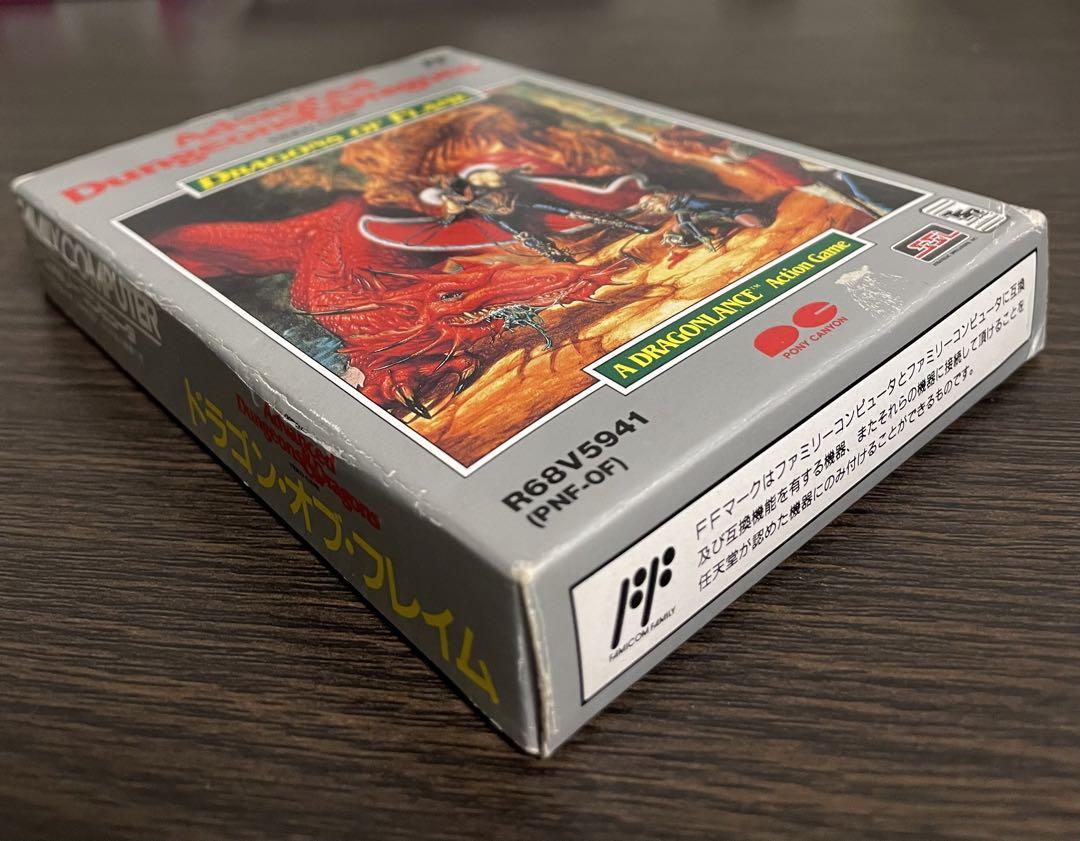 Advanced
Dungeons & Dragons
DRAGONS OF FLAME
A DRAGONLANCE™ Action Game
SSI
PONY CANYON
R68V5941
(PNF-OF)
COMPUTER
Advanced
Dungeons & Dragons
ドラゴン・オブ・フレイム
FAMICOM FAMILY
FFマークはファミリーコンピュータとファミリーコンピュータに互換
及び互換機能を有する機器、またそれらの機器に接続して頂けることを
任天堂が認めた機器にのみ付けることができるものです。